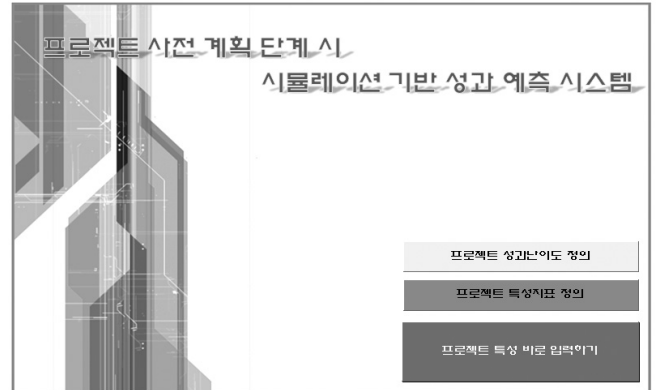 프로젝트 사전 계획 단계 시
시뮬레이션 기반 성과 예측 시스템
프로젝트 성과난이도 정의
프로젝트 특성지표 정의
프로젝트 특성 바로 입력하기